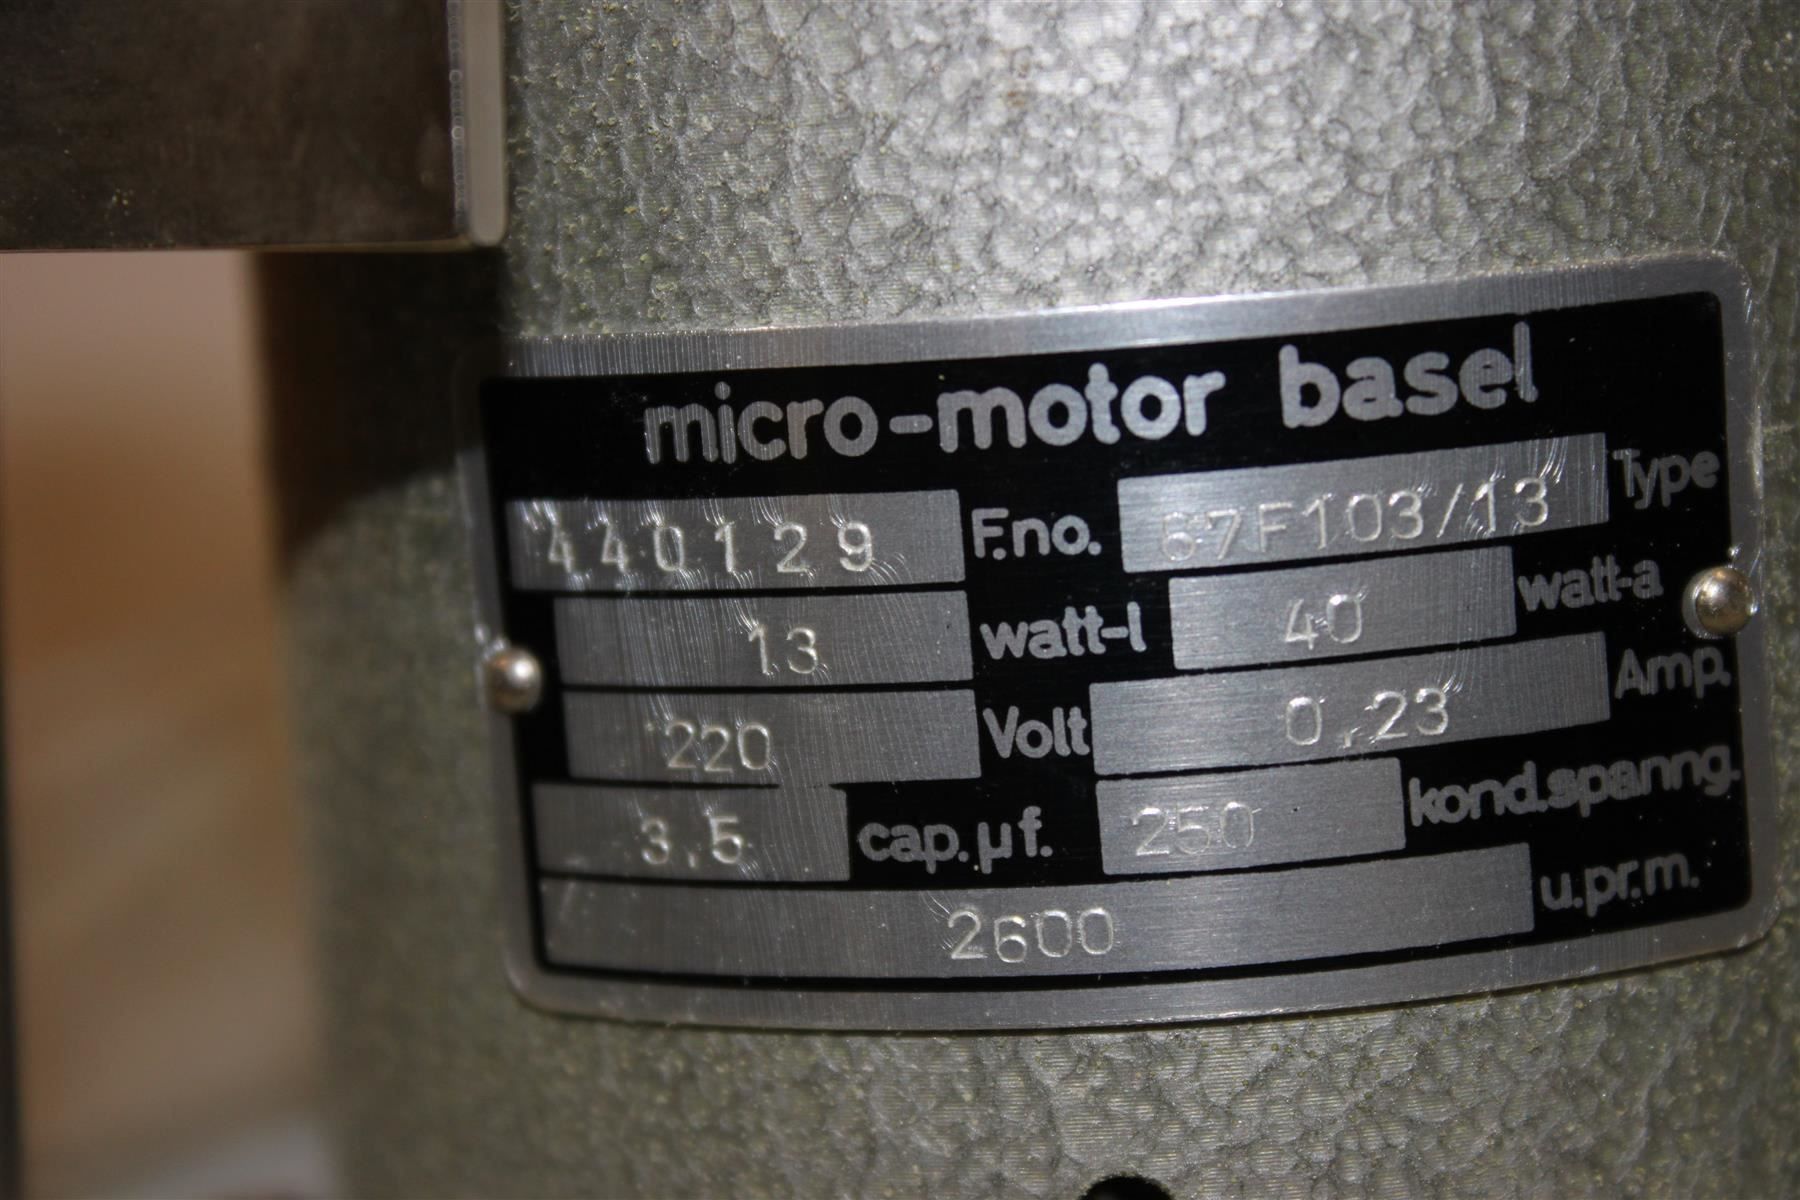 micro-motor basel
440129 F.no. 67F103/13 Type
13 watt-l 40 watt-a
220 Volt 0,23 Amp.
3,5 cap.µf. 250 kond.spanng.
2600 u.pr.m.